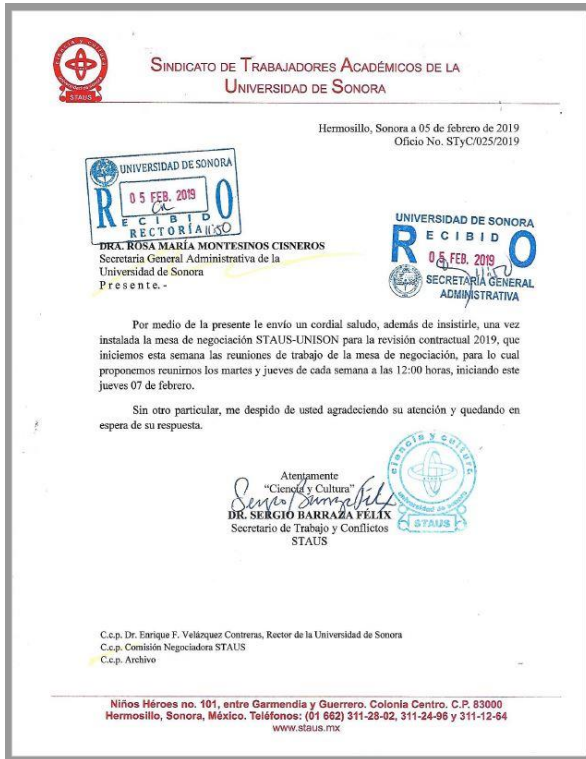 ciencia y cultura
STAUS
SINDICATO DE TRABAJADORES ACADÉMICOS DE LA
UNIVERSIDAD DE SONORA
Hermosillo, Sonora a 05 de febrero de 2019
Oficio No. STyC/025/2019
UNIVERSIDAD DE SONORA
05 FEB. 2019
RECIBIDO
RECTORÍA 11:50
UNIVERSIDAD DE SONORA
RECIBIDO
05 FEB. 2019
11:50
SECRETARÍA GENERAL
ADMINISTRATIVA
DRA. ROSA MARÍA MONTESINOS CISNEROS
Secretaria General Administrativa de la
Universidad de Sonora
P r e s e n t e. -
Por medio de la presente le envío un cordial saludo, además de insistirle, una vez
instalada la mesa de negociación STAUS-UNISON para la revisión contractual 2019, que
iniciemos esta semana las reuniones de trabajo de la mesa de negociación, para lo cual
proponemos reunirnos los martes y jueves de cada semana a las 12:00 horas, iniciando este
jueves 07 de febrero.
Sin otro particular, me despido de usted agradeciendo su atención y quedando en
espera de su respuesta.
Atentamente
"Ciencia y Cultura"
DR. SERGIO BARRAZA FÉLIX
Secretario de Trabajo y Conflictos
STAUS
ciencia y cultura
universidad de sonora
STAUS
C.c.p. Dr. Enrique F. Velázquez Contreras, Rector de la Universidad de Sonora
C.c.p. Comisión Negociadora STAUS
C.c.p. Archivo
Niños Héroes no. 101, entre Garmendia y Guerrero. Colonia Centro. C.P. 83000
Hermosillo, Sonora, México. Teléfonos: (01 662) 311-28-02, 311-24-96 y 311-12-64
www.staus.mx